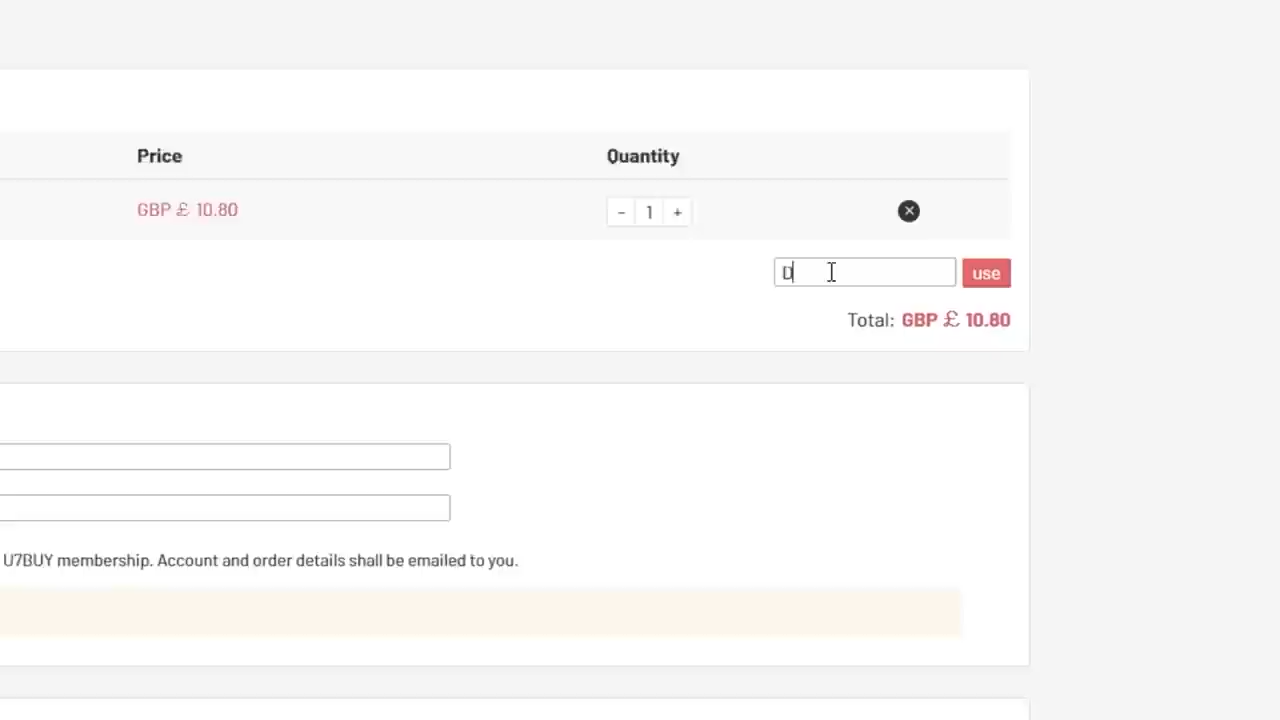 Price Quantity
GBP £ 10.80 - 1 +
D use
Total: GBP £ 10.80
U7BUY membership. Account and order details shall be emailed to you.